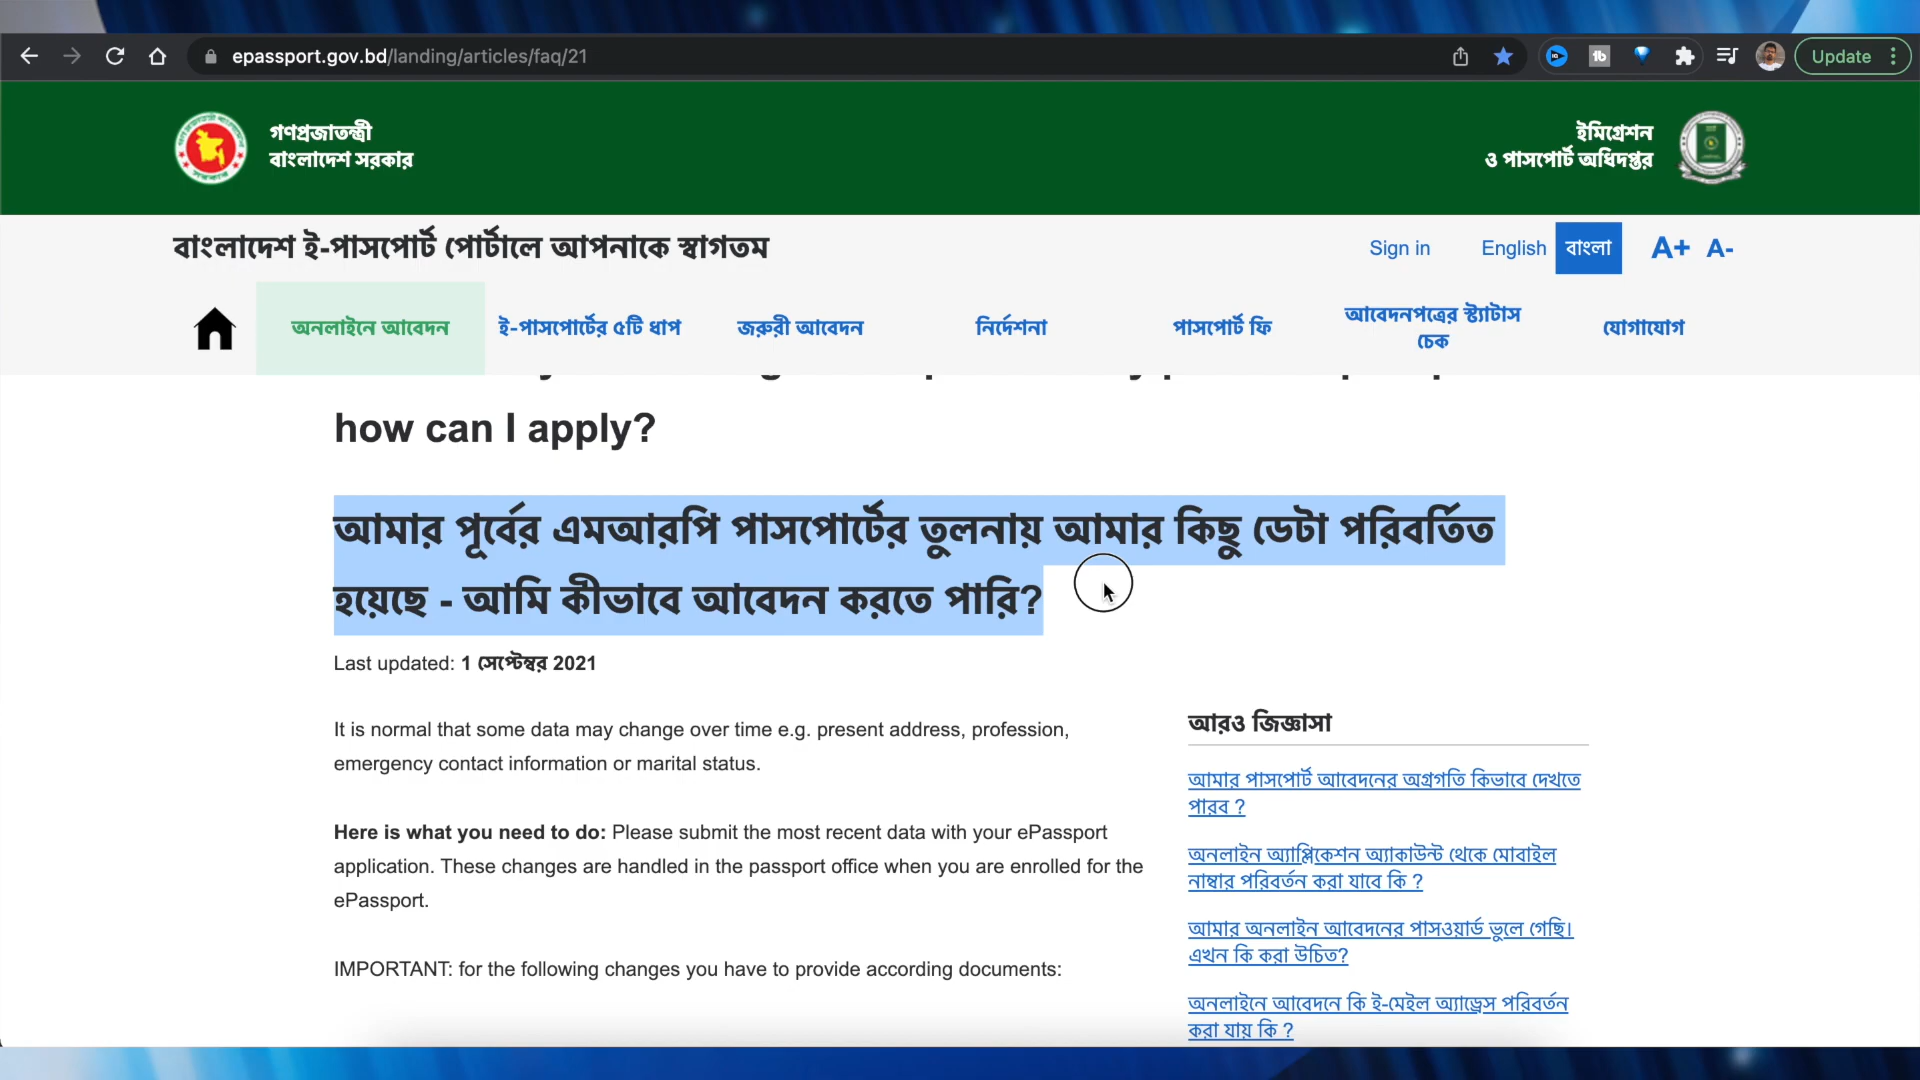 epassport.gov.bd/landing/articles/faq/21
Update
গণপ্রজাতন্ত্রী
বাংলাদেশ সরকার
ইমিগ্রেশন
ও পাসপোর্ট অধিদপ্তর
বাংলাদেশ ই-পাসপোর্ট পোর্টালে আপনাকে স্বাগতম
Sign in English বাংলা A+ A-
অনলাইনে আবেদন ই-পাসপোর্টের ৫টি ধাপ জরুরী আবেদন নির্দেশনা পাসপোর্ট ফি আবেদনপত্রের স্ট্যাটাস চেক যোগাযোগ
how can I apply?
আমার পূর্বের এমআরপি পাসপোর্টের তুলনায় আমার কিছু ডেটা পরিবর্তিত
হয়েছে - আমি কীভাবে আবেদন করতে পারি?
Last updated: 1 সেপ্টেম্বর 2021
It is normal that some data may change over time e.g. present address, profession,
emergency contact information or marital status.
Here is what you need to do: Please submit the most recent data with your ePassport
application. These changes are handled in the passport office when you are enrolled for the
ePassport.
IMPORTANT: for the following changes you have to provide according documents:
আরও জিজ্ঞাসা
আমার পাসপোর্ট আবেদনের অগ্রগতি কিভাবে দেখতে
পারব ?
অনলাইন অ্যাপ্লিকেশন অ্যাকাউন্ট থেকে মোবাইল
নাম্বার পরিবর্তন করা যাবে কি ?
আমার অনলাইন আবেদনের পাসওয়ার্ড ভুলে গেছি।
এখন কি করা উচিত?
অনলাইনে আবেদনে কি ই-মেইল অ্যাড্রেস পরিবর্তন
করা যায় কি ?